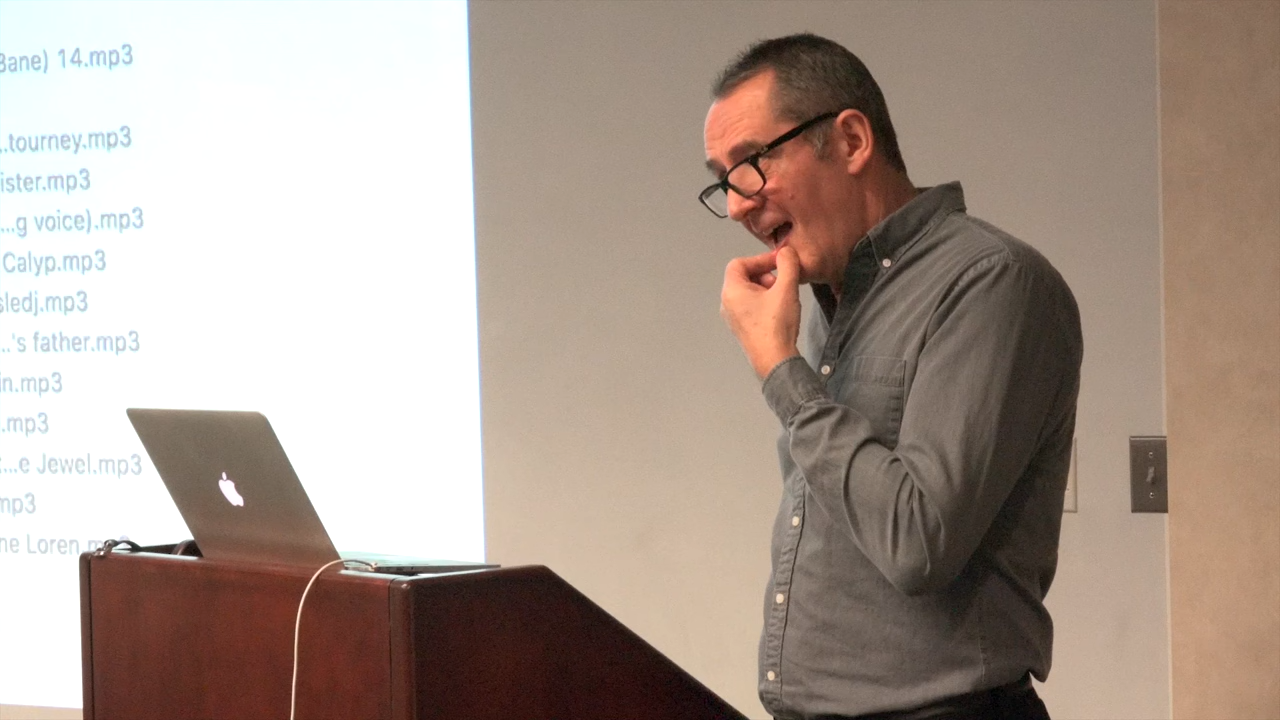 Bane) 14.mp3
...tourney.mp3
ister.mp3
...g voice).mp3
Calyp.mp3
sledj.mp3
...'s father.mp3
in.mp3
.mp3
...e Jewel.mp3
mp3
ne Loren.m